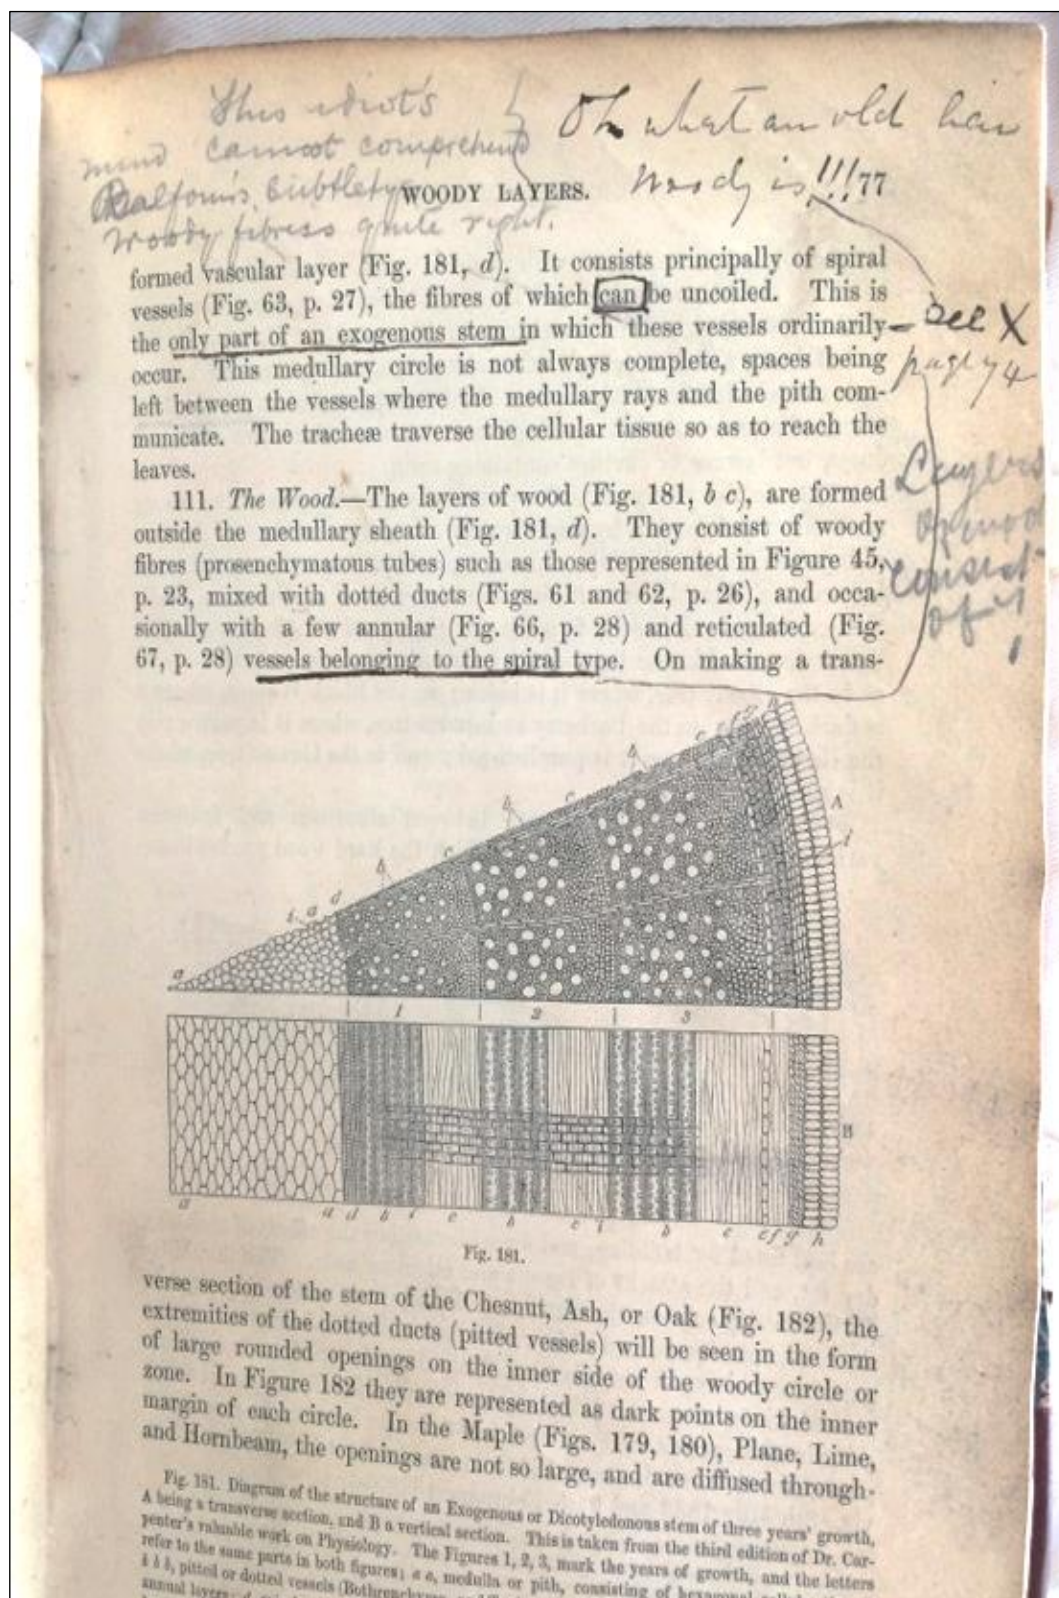 This idiot's
mind cannot comprehend
Balfour's subtlety
woody fibres quite right.
Oh what an old
Woody is!!!
WOODY LAYERS. 77
formed vascular layer (Fig. 181, d). It consists principally of spiral
vessels (Fig. 63, p. 27), the fibres of which can be uncoiled. This is
the only part of an exogenous stem in which these vessels ordinarily
occur. This medullary circle is not always complete, spaces being
left between the vessels where the medullary rays and the pith com-
municate. The tracheæ traverse the cellular tissue so as to reach the
leaves.
see X
page 74
111. The Wood.—The layers of wood (Fig. 181, b c), are formed
outside the medullary sheath (Fig. 181, d). They consist of woody
fibres (prosenchymatous tubes) such as those represented in Figure 45,
p. 23, mixed with dotted ducts (Figs. 61 and 62, p. 26), and occa-
sionally with a few annular (Fig. 66, p. 28) and reticulated (Fig.
67, p. 28) vessels belonging to the spiral type. On making a trans-
of wood
consist
of
a i a d b c b c b c e f g h
A
l
a
1 2 3
B
a a d b i c b c i b c e f g h
Fig. 181.
verse section of the stem of the Chesnut, Ash, or Oak (Fig. 182), the
extremities of the dotted ducts (pitted vessels) will be seen in the form
of large rounded openings on the inner side of the woody circle or
zone. In Figure 182 they are represented as dark points on the inner
margin of each circle. In the Maple (Figs. 179, 180), Plane, Lime,
and Hornbeam, the openings are not so large, and are diffused through-
Fig. 181. Diagram of the structure of an Exogenous or Dicotyledonous stem of three years' growth,
A being a transverse section, and B a vertical section. This is taken from the third edition of Dr. Car-
penter's valuable work on Physiology. The Figures 1, 2, 3, mark the years of growth, and the letters
refer to the same parts in both figures; a a, medulla or pith, consisting of hexagonal
b b b, pitted or dotted vessels
annual layers;